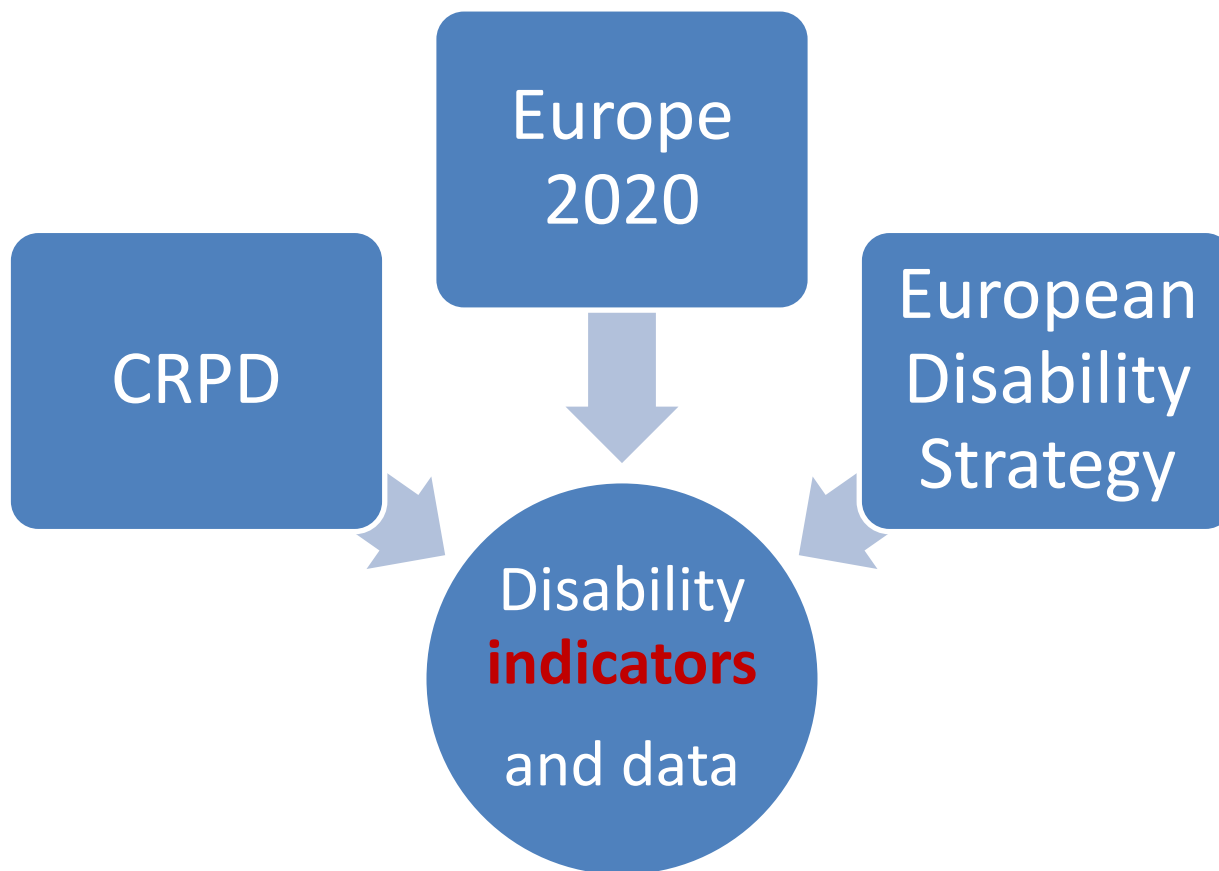 Europe
2020
CRPD
European
Disability
Strategy
Disability
indicators
and data